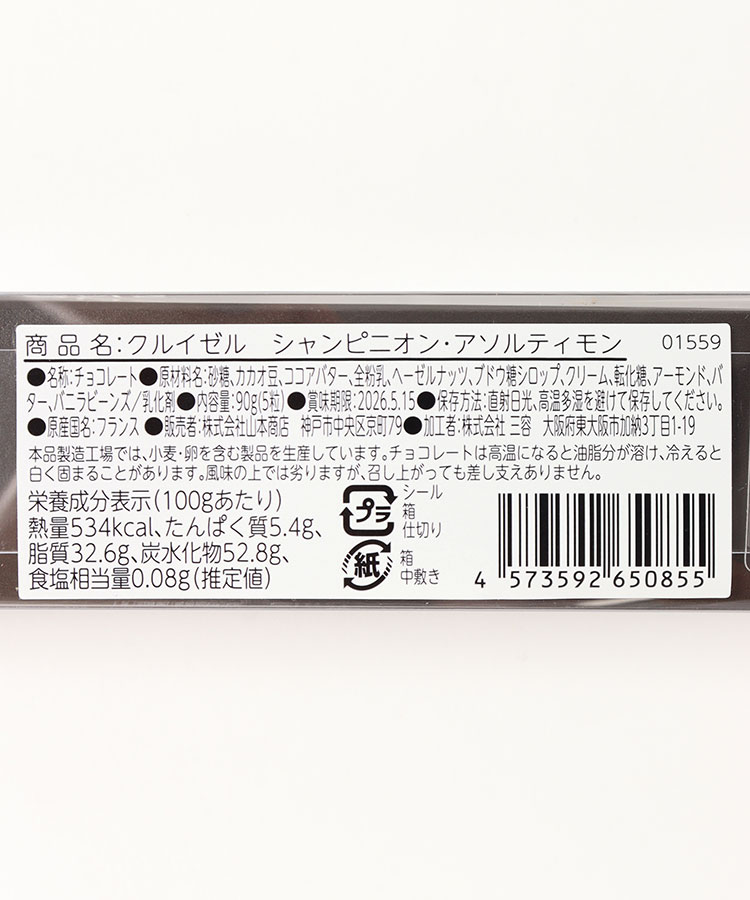 商品名:クルイゼル シャンピニオン・アソルティモン 01559
●名称:チョコレート●原材料名:砂糖、カカオ豆、ココアバター、全粉乳、ヘーゼルナッツ、ブドウ糖シロップ、クリーム、転化糖、アーモンド、バ
ター、バニラビーンズ/乳化剤●内容量:90g(5粒)●賞味期限:2026.5.15●保存方法:直射日光、高温多湿を避けて保存してください。
●原産国名:フランス ●販売者:株式会社山本商店 神戸市中央区京町79●加工者:株式会社 三容 大阪府東大阪市加納3丁目1-19
本品製造工場では、小麦・卵を含む製品を生産しています。チョコレートは高温になると油脂分が溶け、冷えると
白く固まることがあります。風味の上では劣りますが、召し上がっても差し支えありません。
栄養成分表示(100gあたり)
熱量534kcal、たんぱく質5.4g、
脂質32.6g、炭水化物52.8g、
食塩相当量0.08g(推定値)
プラ
シール
箱
仕切り
紙
箱
中敷き
4 573592 650855